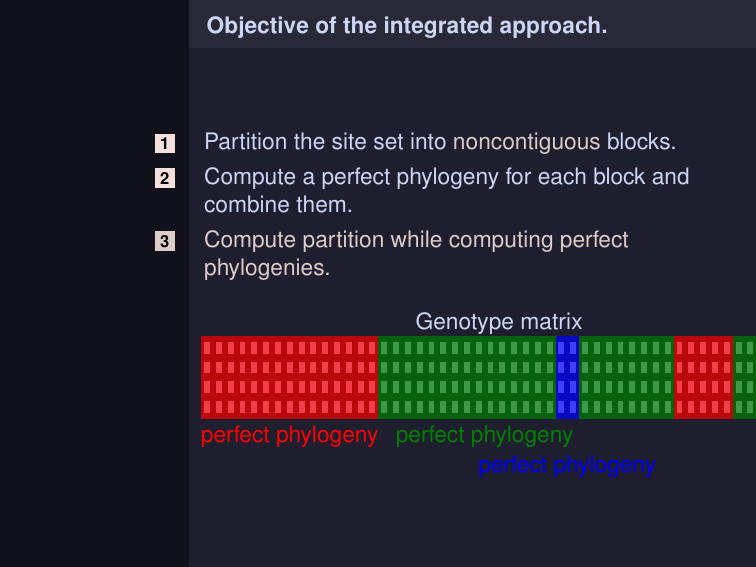 Objective of the integrated approach.
1 Partition the site set into noncontiguous blocks.
2 Compute a perfect phylogeny for each block and
combine them.
3 Compute partition while computing perfect
phylogenies.
Genotype matrix
perfect phylogeny perfect phylogeny
perfect phylogeny